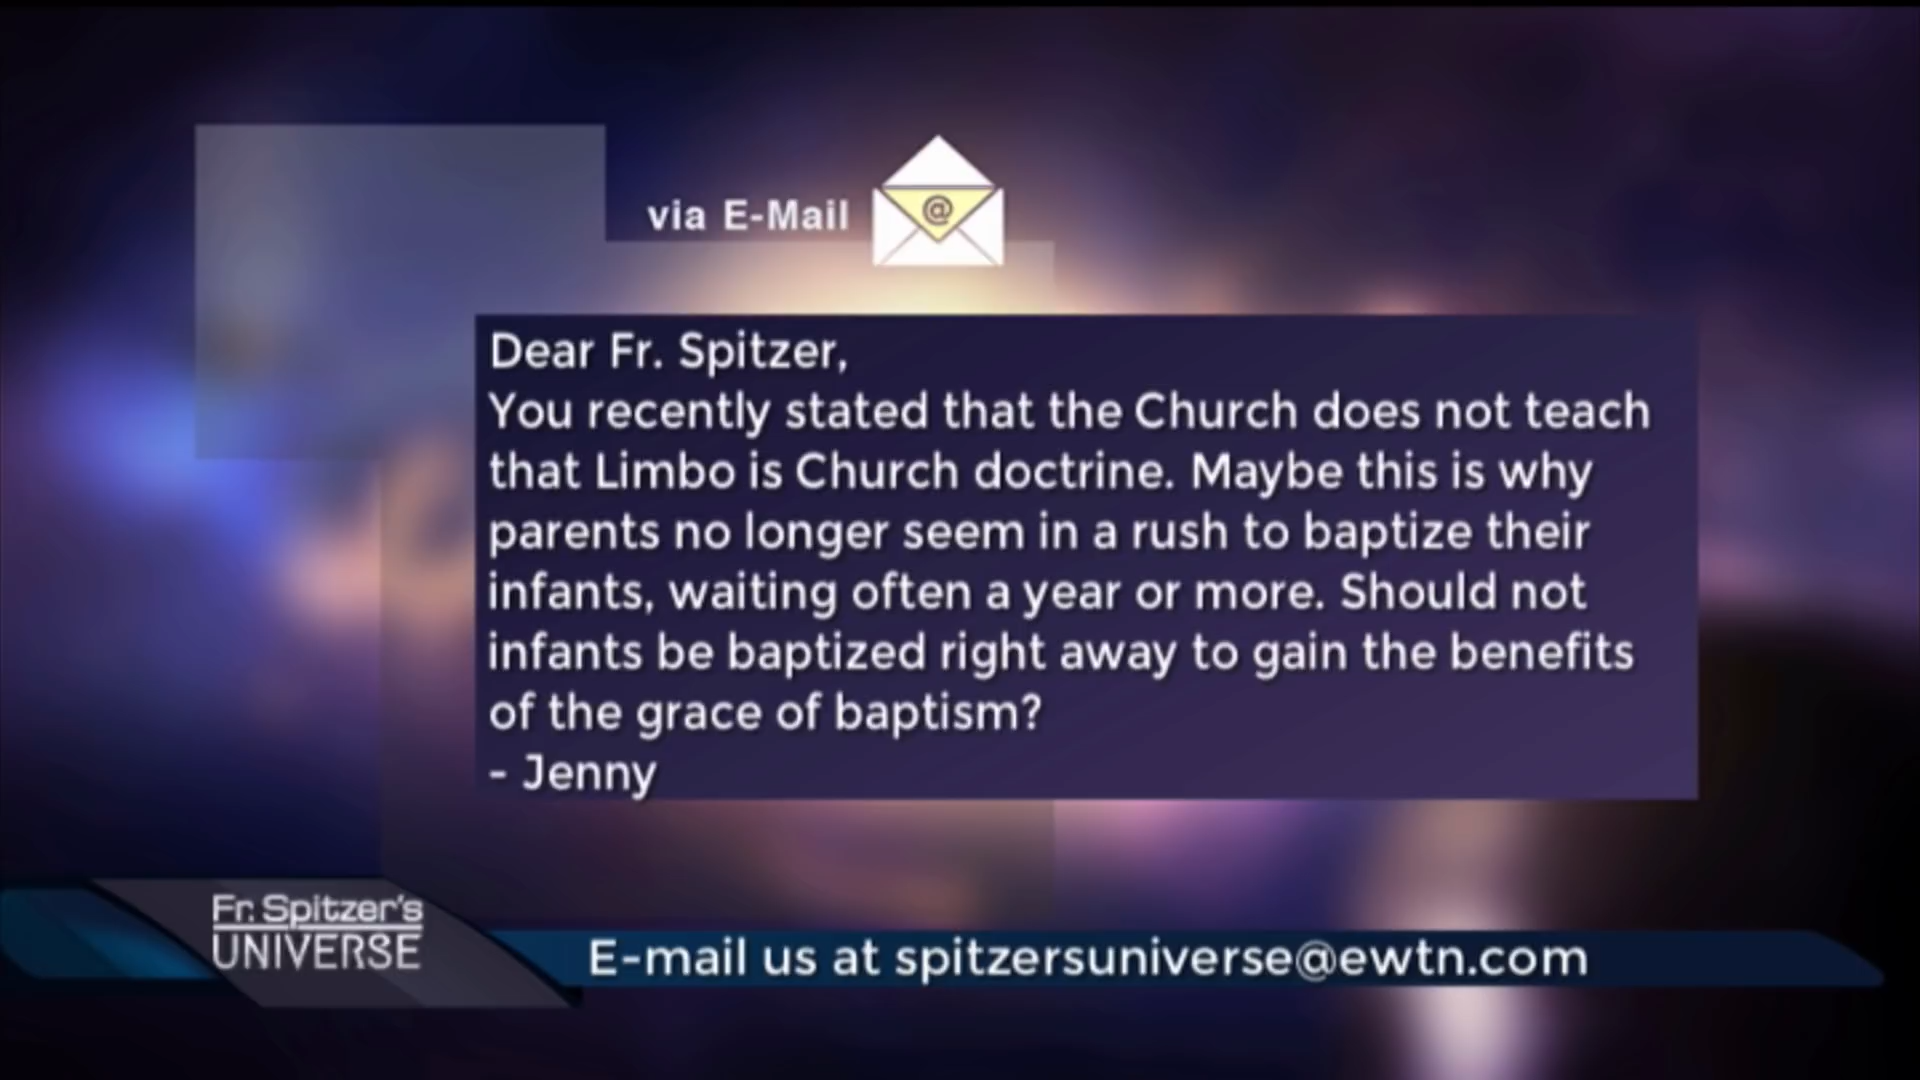 via E-Mail
@
Dear Fr. Spitzer,
You recently stated that the Church does not teach
that Limbo is Church doctrine. Maybe this is why
parents no longer seem in a rush to baptize their
infants, waiting often a year or more. Should not
infants be baptized right away to gain the benefits
of the grace of baptism?
- Jenny
Fr. Spitzer's
UNIVERSE
E-mail us at spitzersuniverse@ewtn.com